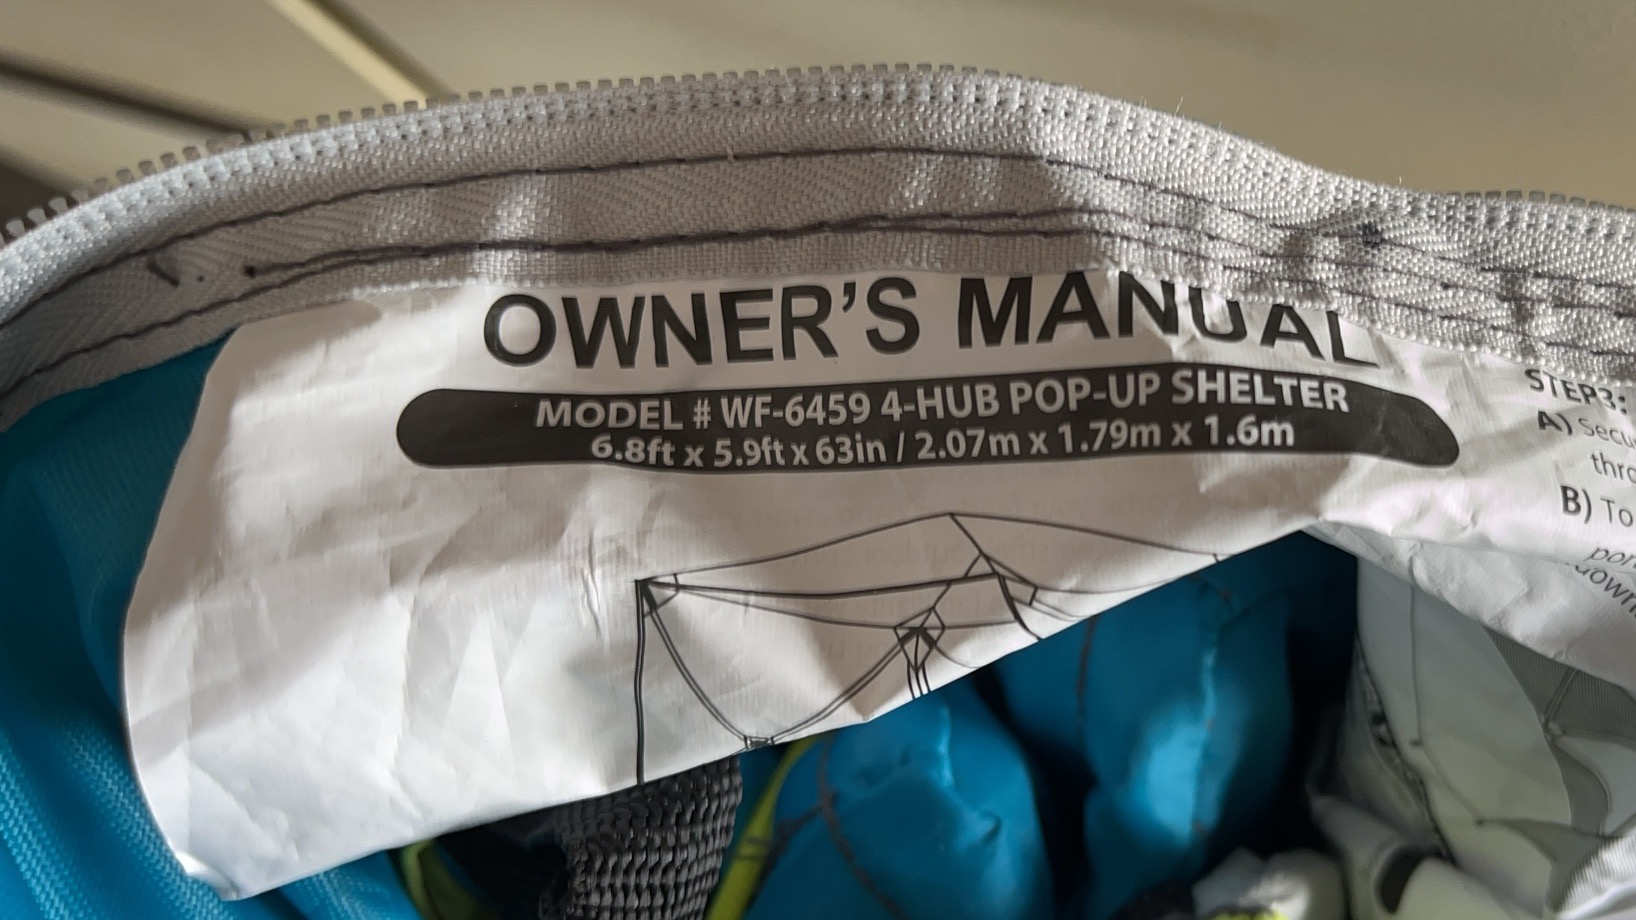 OWNER'S MANUAL
MODEL # WF-6459 4-HUB POP-UP SHELTER
6.8ft x 5.9ft x 63in / 2.07m x 1.79m x 1.6m
STEP3:
A)
B) To